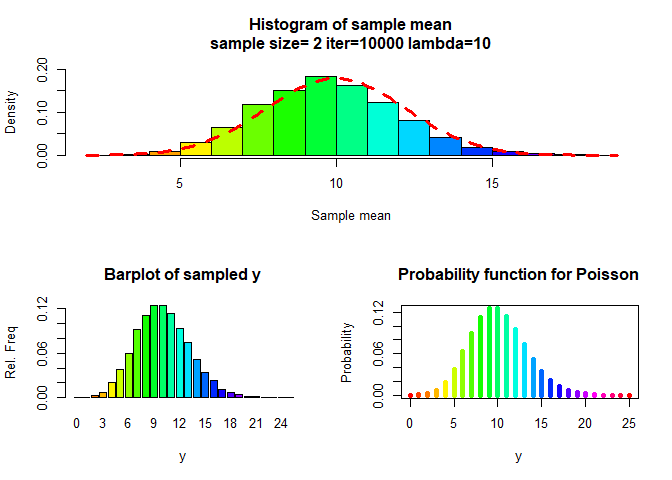 Histogram of sample mean
sample size= 2 iter=10000 lambda=10
Density
0.00 0.10 0.20
5 10 15
Sample mean
Barplot of sampled y
Rel. Freq
0.00 0.06 0.12
0 3 6 9 12 15 18 21 24
y
Probability function for Poisson
Probability
0.00 0.06 0.12
0 5 10 15 20 25
y